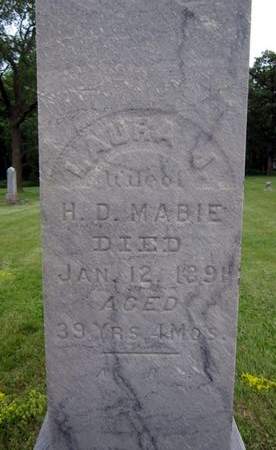 LAURA J.
Wife of
H. D. MABIE
DIED
JAN. 12, 1891
AGED
39 YRS. 4 MOS.